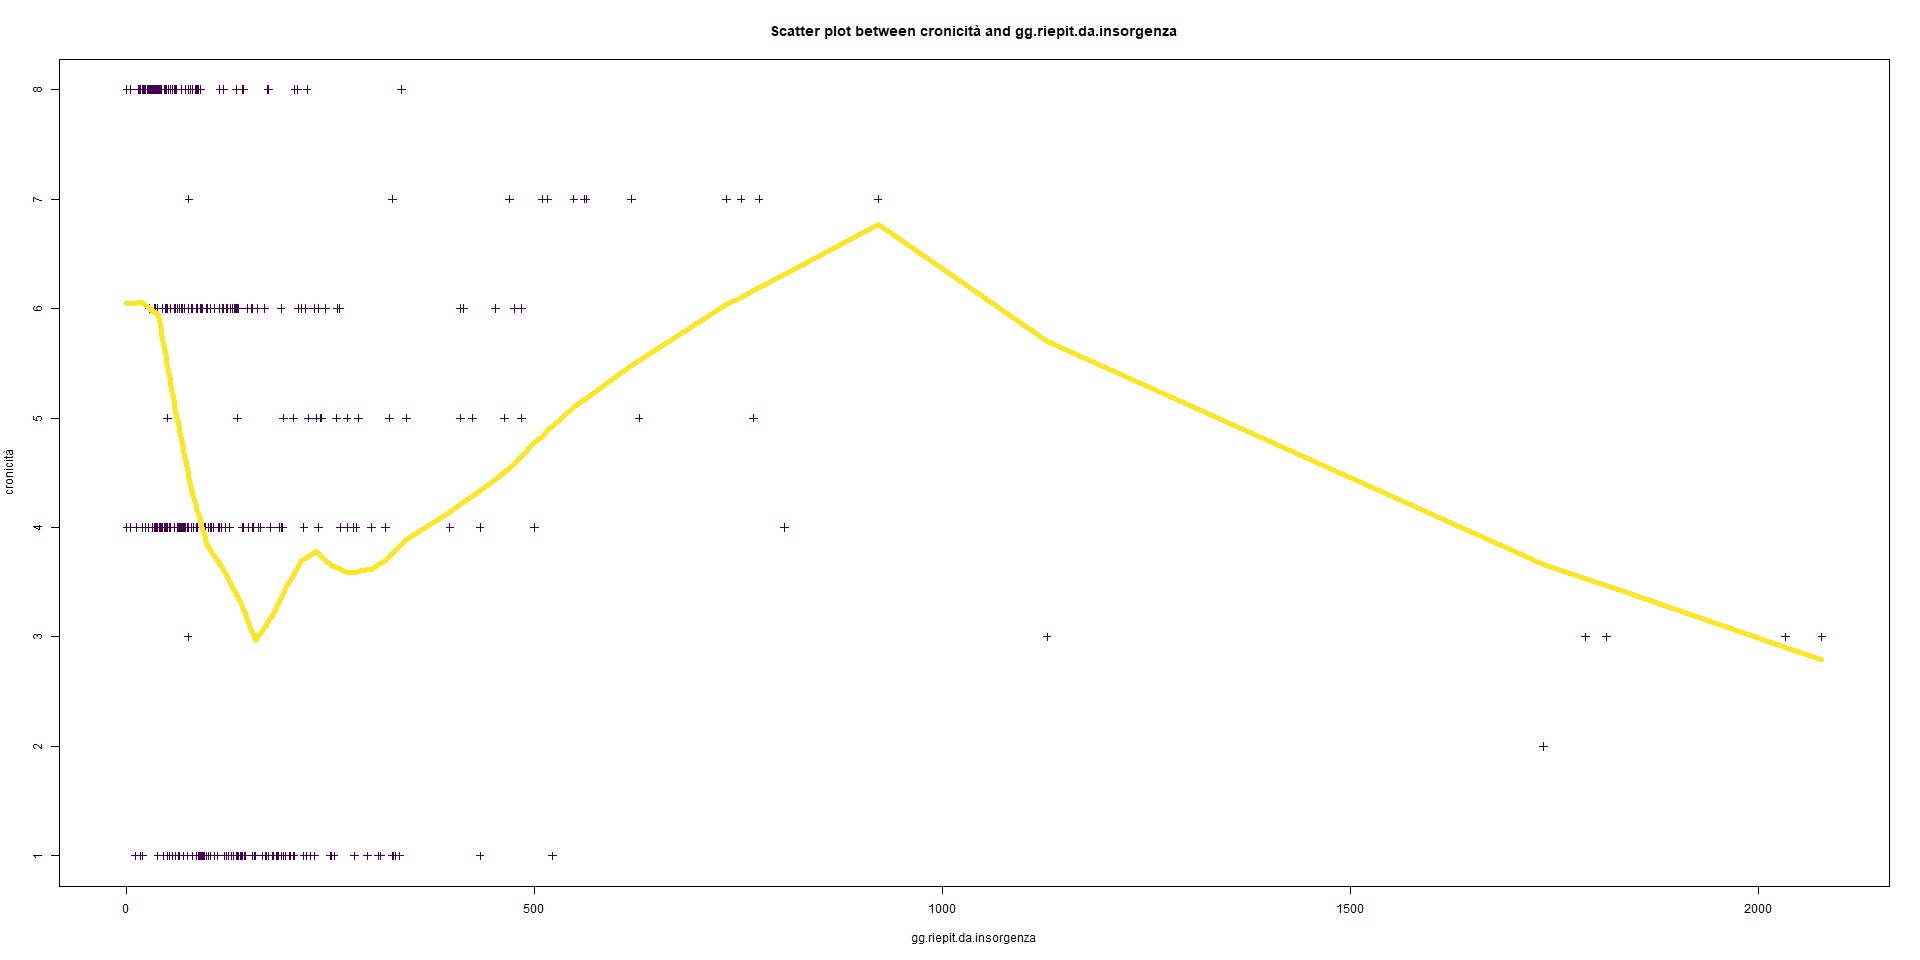 Scatter plot between cronicità and gg.riepit.da.insorgenza
8
7
6
5
4
3
2
1
cronicità
0 500 1000 1500 2000
gg.riepit.da.insorgenza